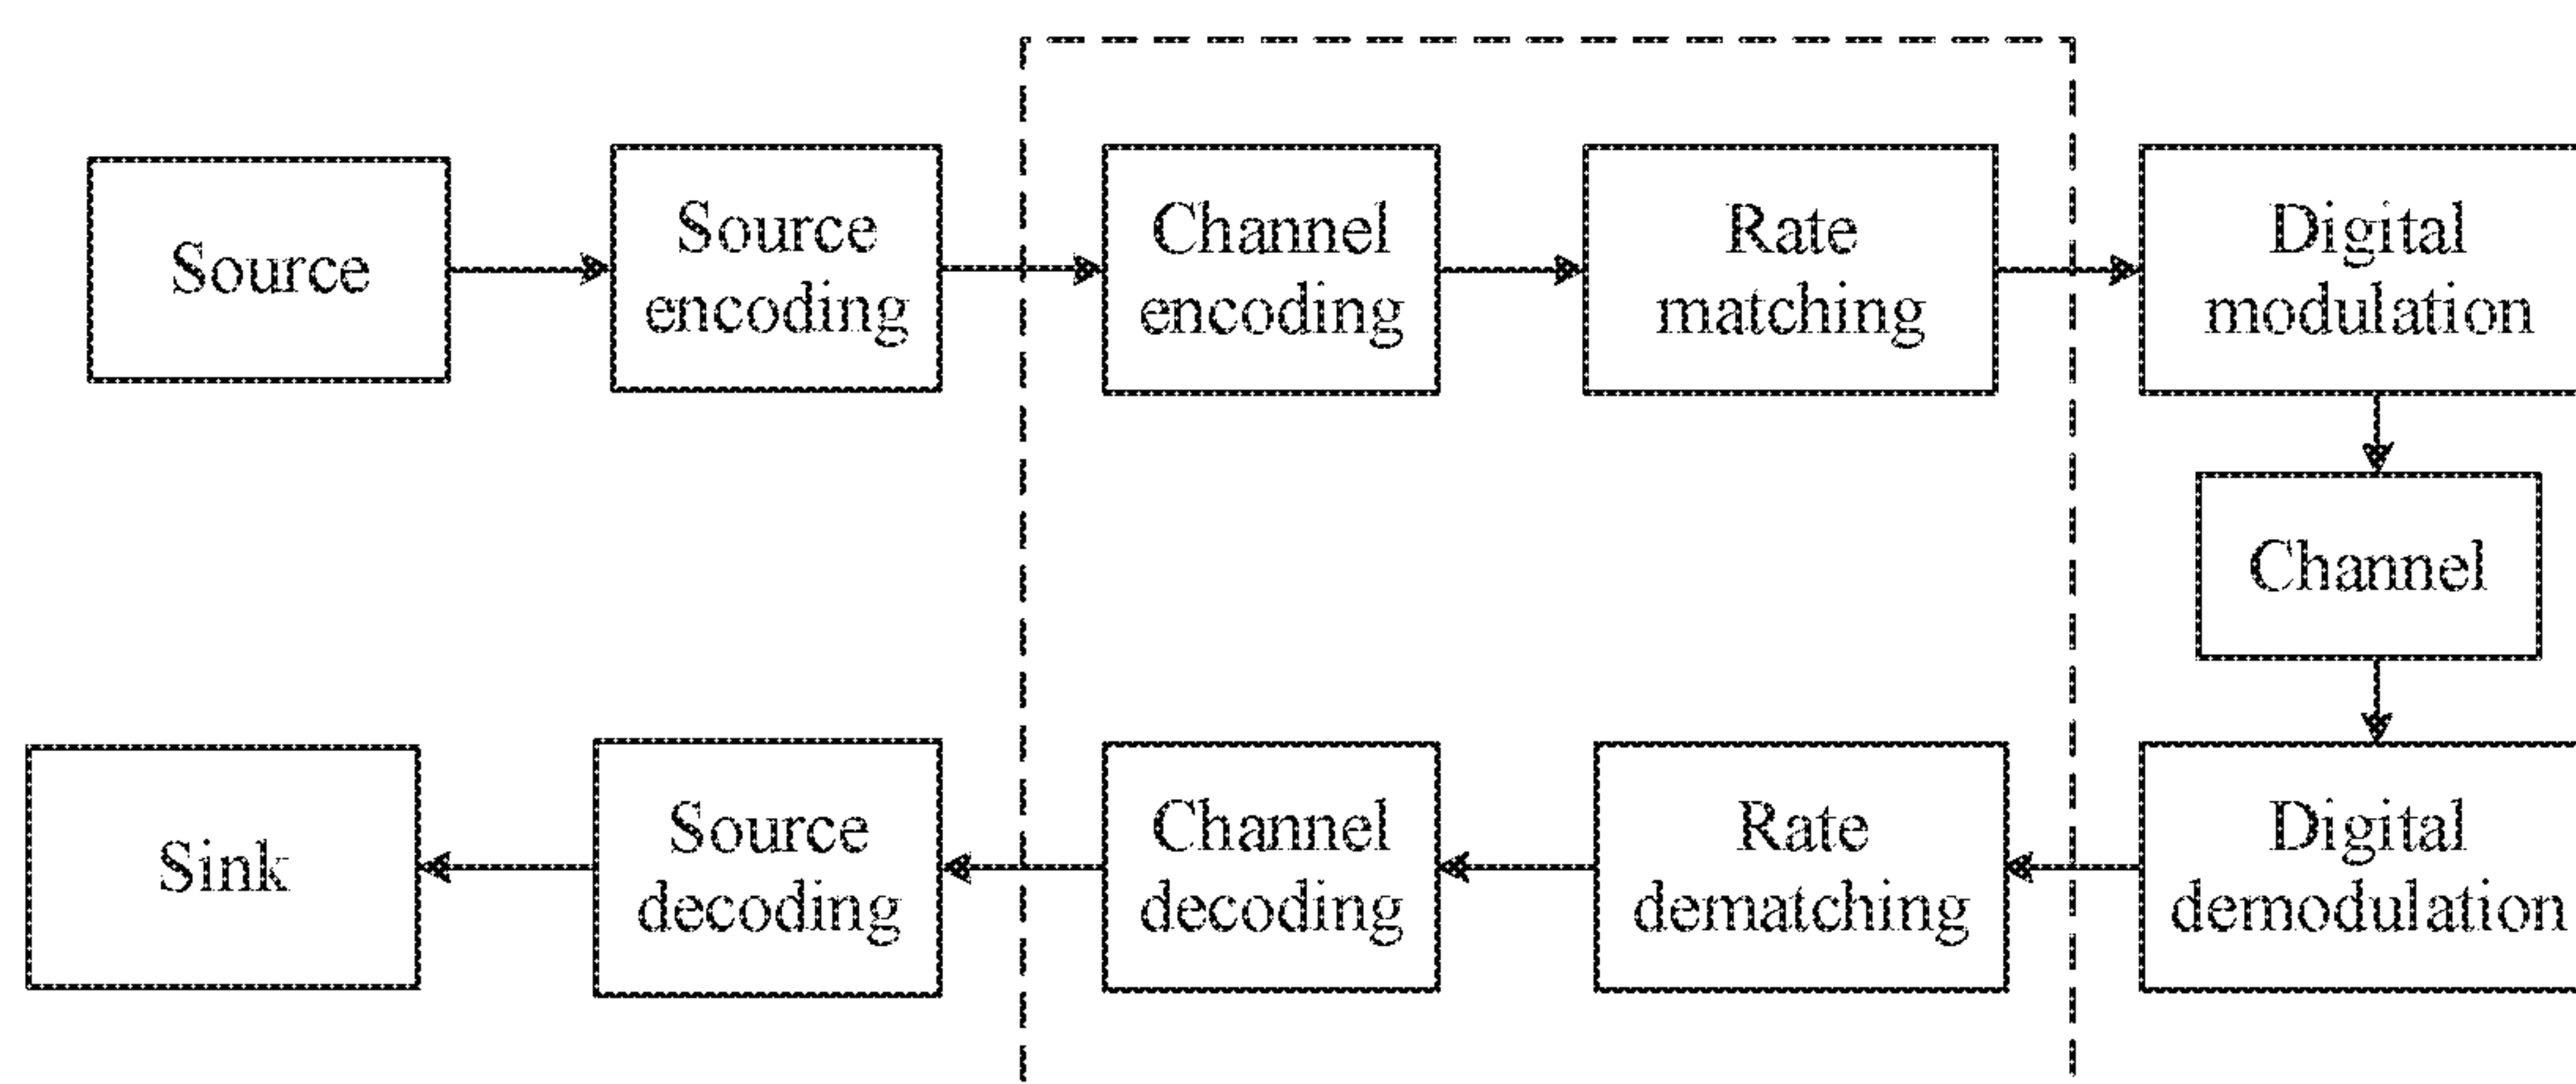 Source
Source
encoding
Channel
encoding
Rate
matching
Digital
modulation
Channel
Sink
Source
decoding
Channel
decoding
Rate
dematching
Digital
demodulation